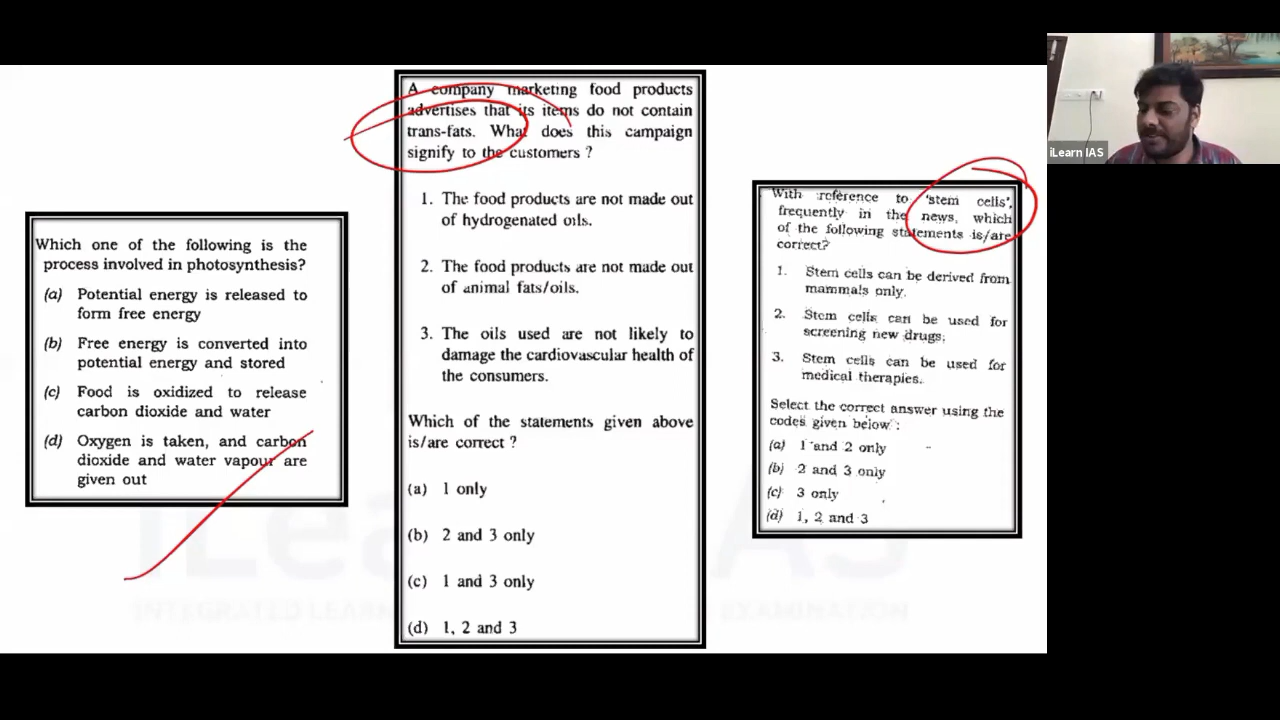 Which one of the following is the
process involved in photosynthesis?
(a) Potential energy is released to
form free energy
(b) Free energy is converted into
potential energy and stored
(c) Food is oxidized to release
carbon dioxide and water
(d) Oxygen is taken, and carbon
dioxide and water vapour are
given out
A company marketing food products
advertises that its items do not contain
trans-fats. What does this campaign
signify to the customers ?
1. The food products are not made out
of hydrogenated oils.
2. The food products are not made out
of animal fats/oils.
3. The oils used are not likely to
damage the cardiovascular health of
the consumers.
Which of the statements given above
is/are correct ?
(a) 1 only
(b) 2 and 3 only
(c) 1 and 3 only
(d) 1, 2 and 3
With reference to 'stem cells',
frequently in the news, which
of the following statements is/are
correct?
1. Stem cells can be derived from
mammals only.
2. Stem cells can be used for
screening new drugs.
3. Stem cells can be used for
medical therapies.
Select the correct answer using the
codes given below :
(a) 1 and 2 only
(b) 2 and 3 only
(c) 3 only
(d) 1, 2 and 3
iLearn IAS